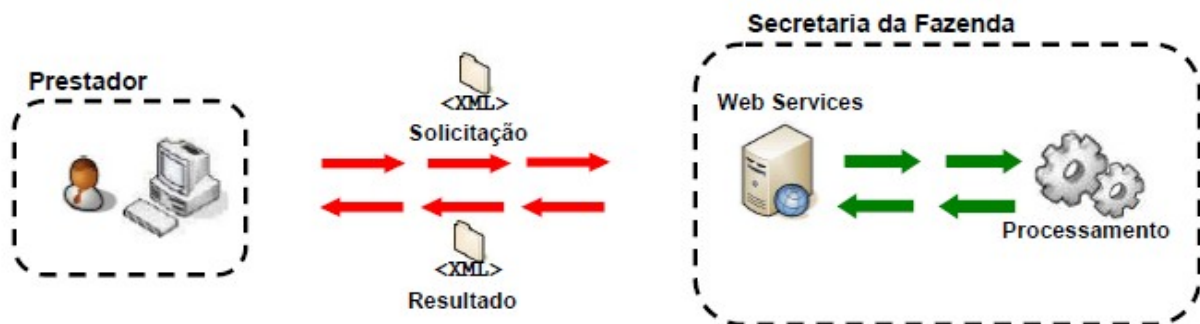 Secretaria da Fazenda
Prestador
<XML>
Solicitação
Web Services
Processamento
<XML>
Resultado